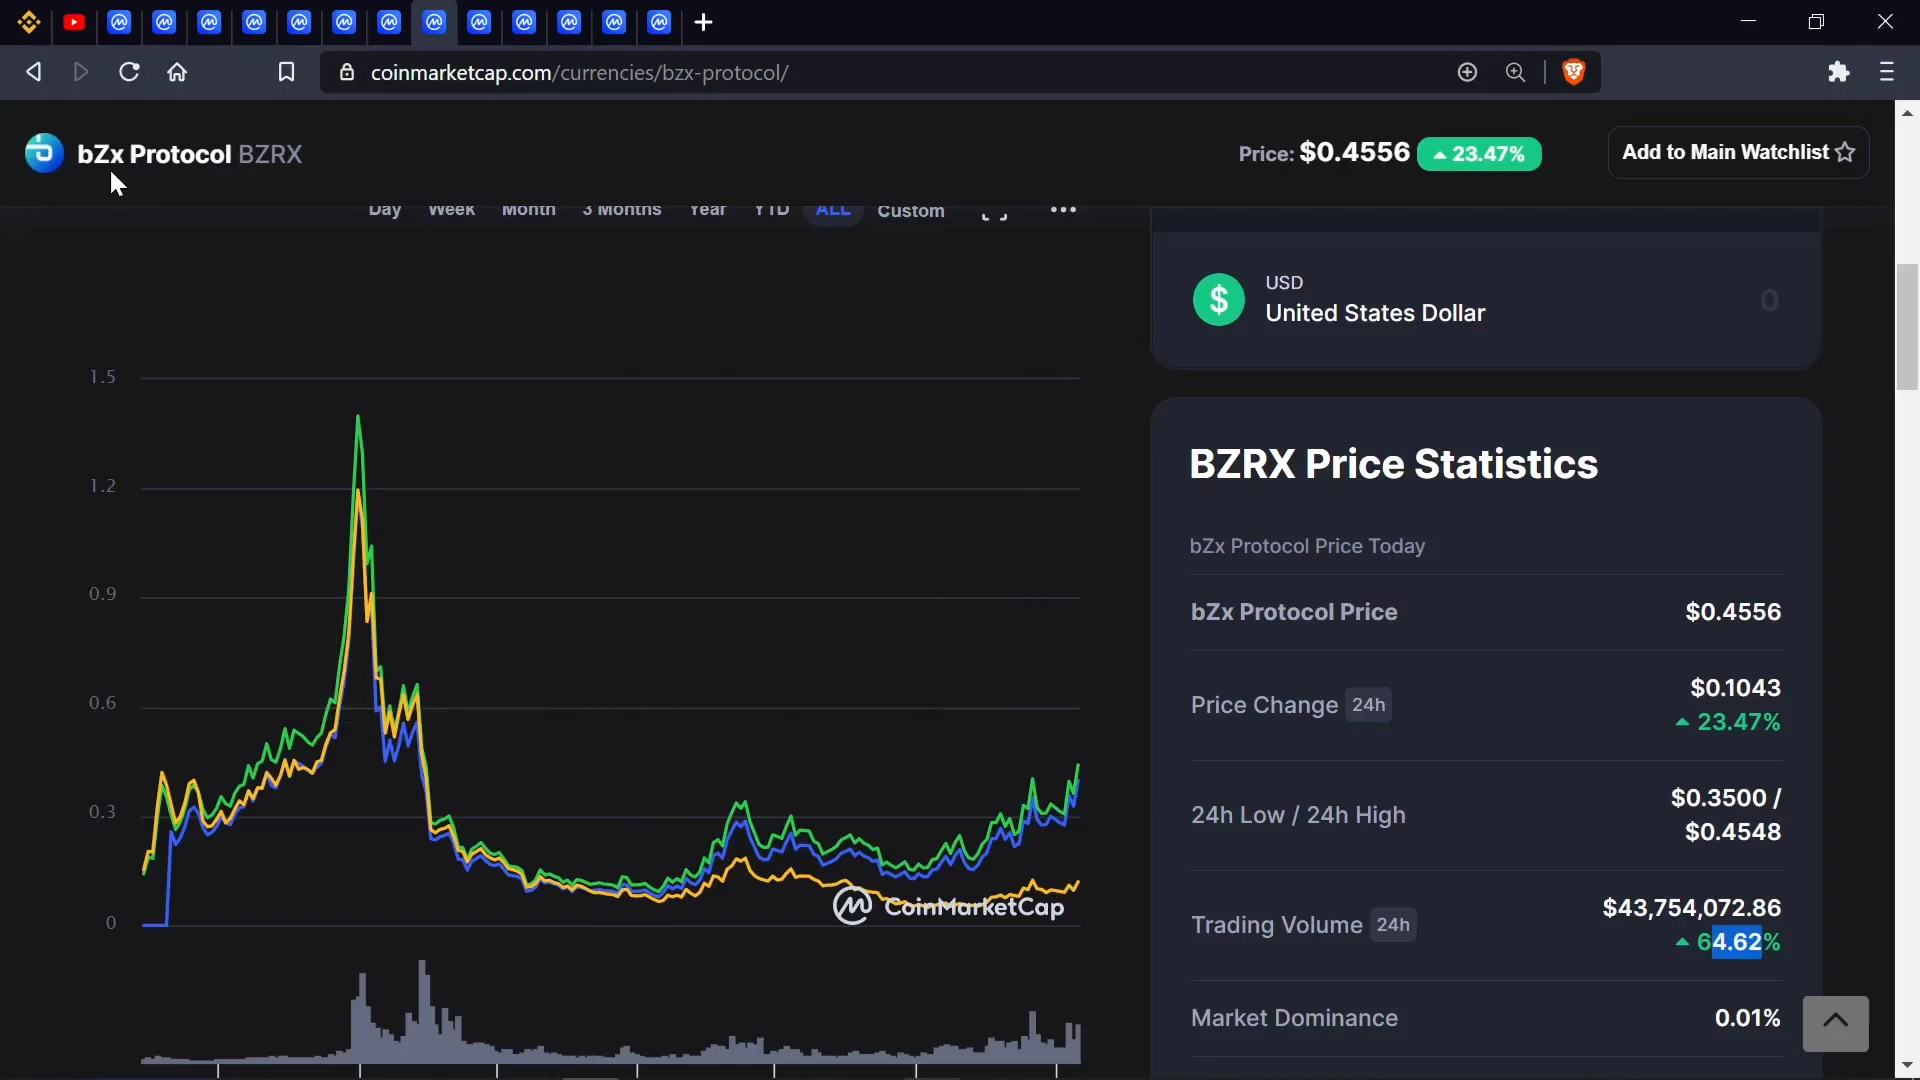 coinmarketcap.com/currencies/bzx-protocol/
bZx Protocol BZRX
Price: $0.4556 23.47%
Add to Main Watchlist
Day Week Month 3 Months Year YTD ALL Custom
USD
United States Dollar
0
1.5
1.2
0.9
0.6
0.3
0
CoinMarketCap
BZRX Price Statistics
bZx Protocol Price Today
bZx Protocol Price $0.4556
Price Change 24h $0.1043
23.47%
24h Low / 24h High $0.3500 /
$0.4548
Trading Volume 24h $43,754,072.86
64.62%
Market Dominance 0.01%